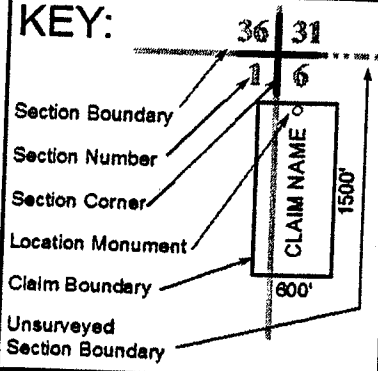 KEY:
36 31
1 6
Section Boundary
Section Number
Section Corner
Location Monument
Claim Boundary
Unsurveyed
Section Boundary
CLAIM NAME
1500'
600'